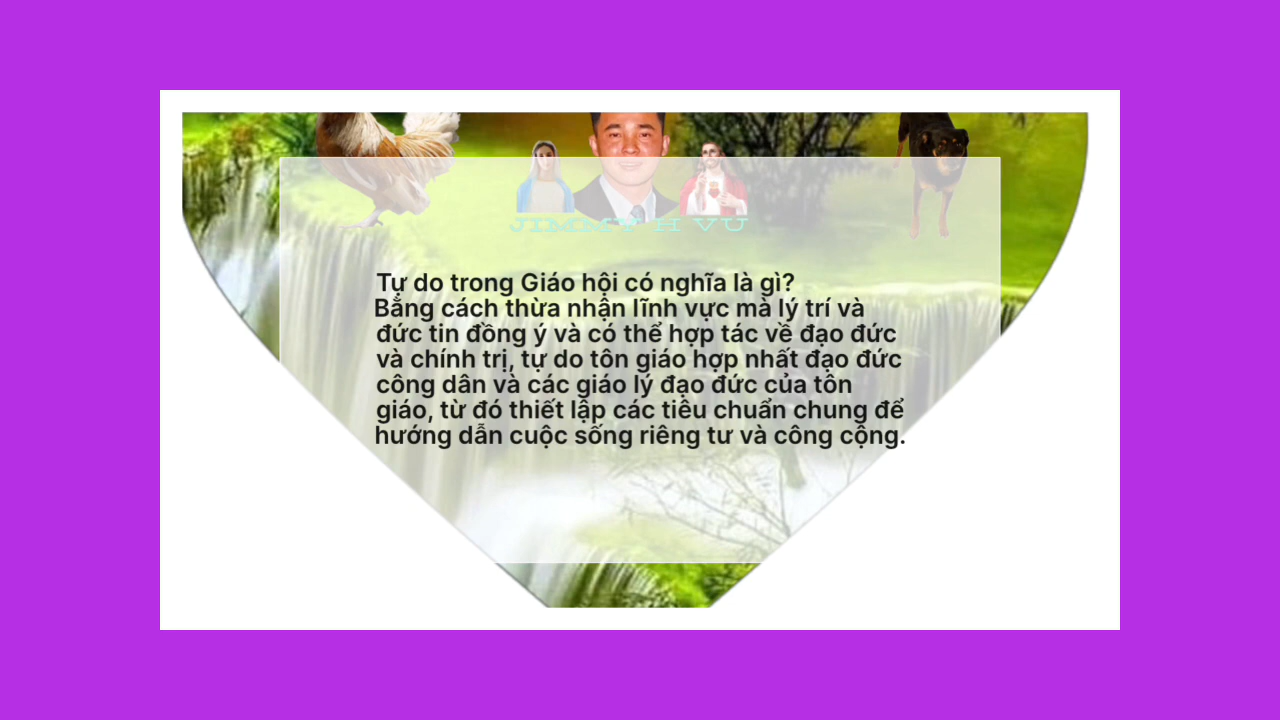 JIMMY H VU
Tự do trong Giáo hội có nghĩa là gì?
Bằng cách thừa nhận lĩnh vực mà lý trí và
đức tin đồng ý và có thể hợp tác về đạo đức
và chính trị, tự do tôn giáo hợp nhất đạo đức
công dân và các giáo lý đạo đức của tôn
giáo, từ đó thiết lập các tiêu chuẩn chung để
hướng dẫn cuộc sống riêng tư và công cộng.